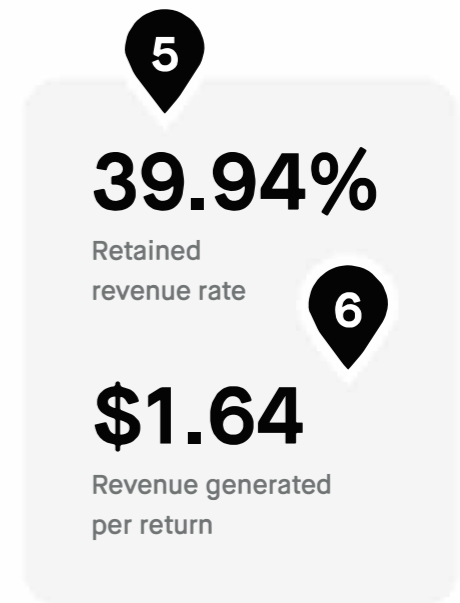 5
39.94%
Retained
revenue rate
6
$1.64
Revenue generated
per return